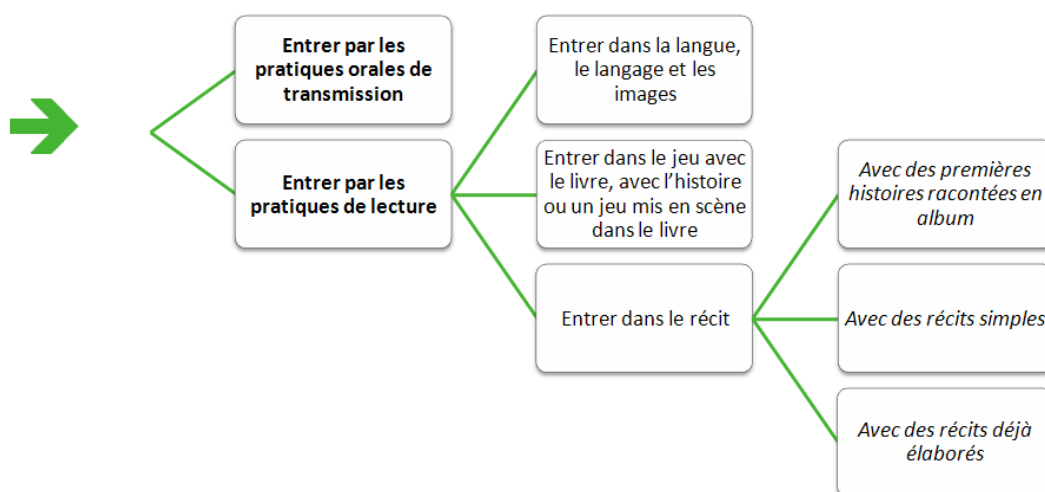 Entrer par les
pratiques orales de
transmission
Entrer par les
pratiques de lecture
Entrer dans la langue,
le langage et les
images
Entrer dans le jeu avec
le livre, avec l’histoire
ou un jeu mis en scène
dans le livre
Entrer dans le récit
Avec des premières
histoires racontées en
album
Avec des récits simples
Avec des récits déjà
élaborés